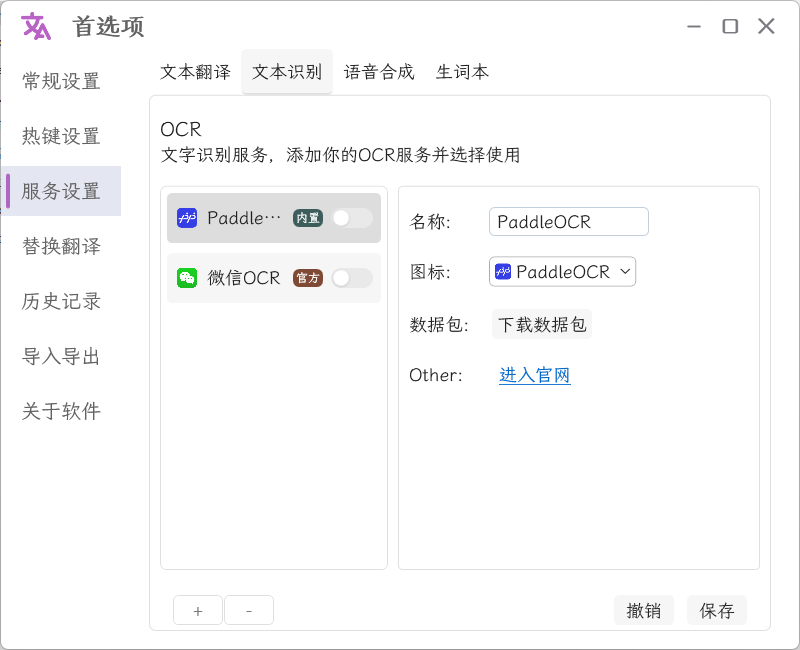 首选项
常规设置
热键设置
服务设置
替换翻译
历史记录
导入导出
关于软件
文本翻译 文本识别 语音合成 生词本
OCR
文字识别服务，添加你的OCR服务并选择使用
Paddle··· 内置
微信OCR 官方
名称: PaddleOCR
图标: PaddleOCR
数据包: 下载数据包
Other: 进入官网
+ -
撤销 保存